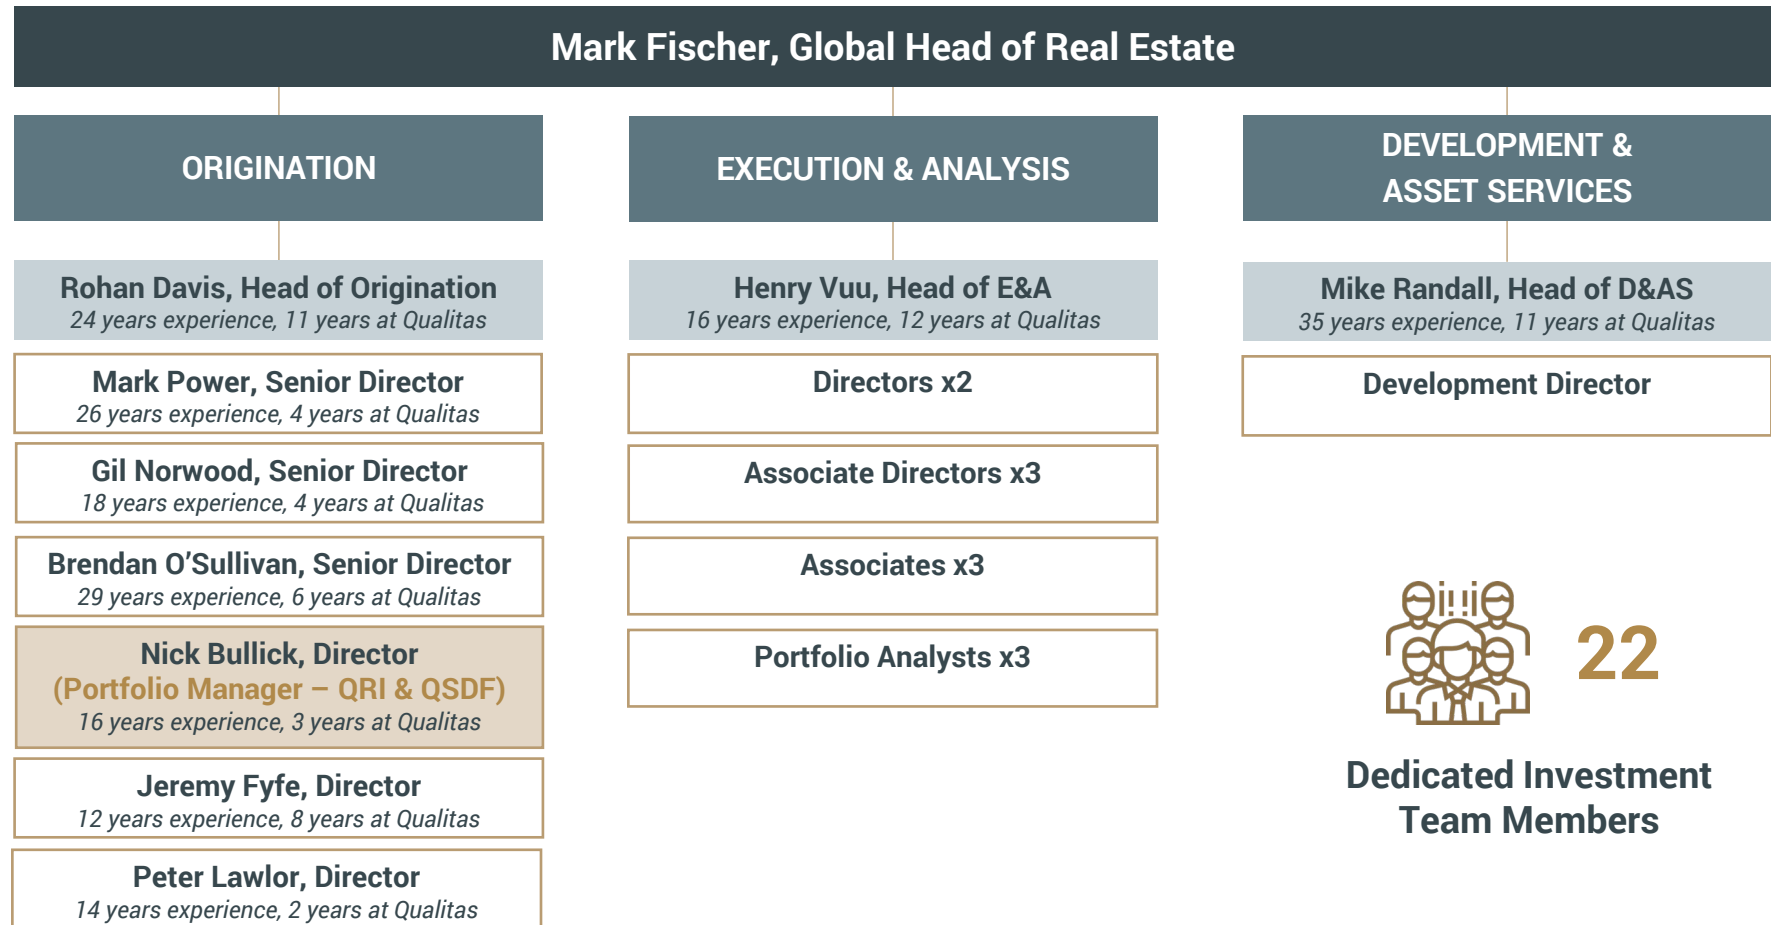 Mark Fischer, Global Head of Real Estate
ORIGINATION
Rohan Davis, Head of Origination
24 years experience, 11 years at Qualitas
Mark Power, Senior Director
26 years experience, 4 years at Qualitas
Gil Norwood, Senior Director
18 years experience, 4 years at Qualitas
Brendan O’Sullivan, Senior Director
29 years experience, 6 years at Qualitas
Nick Bullick, Director
(Portfolio Manager – QRI & QSDF)
16 years experience, 3 years at Qualitas
Jeremy Fyfe, Director
12 years experience, 8 years at Qualitas
Peter Lawlor, Director
14 years experience, 2 years at Qualitas
EXECUTION & ANALYSIS
Henry Vuu, Head of E&A
16 years experience, 12 years at Qualitas
Directors x2
Associate Directors x3
Associates x3
Portfolio Analysts x3
DEVELOPMENT &
ASSET SERVICES
Mike Randall, Head of D&AS
35 years experience, 11 years at Qualitas
Development Director
22
Dedicated Investment
Team Members